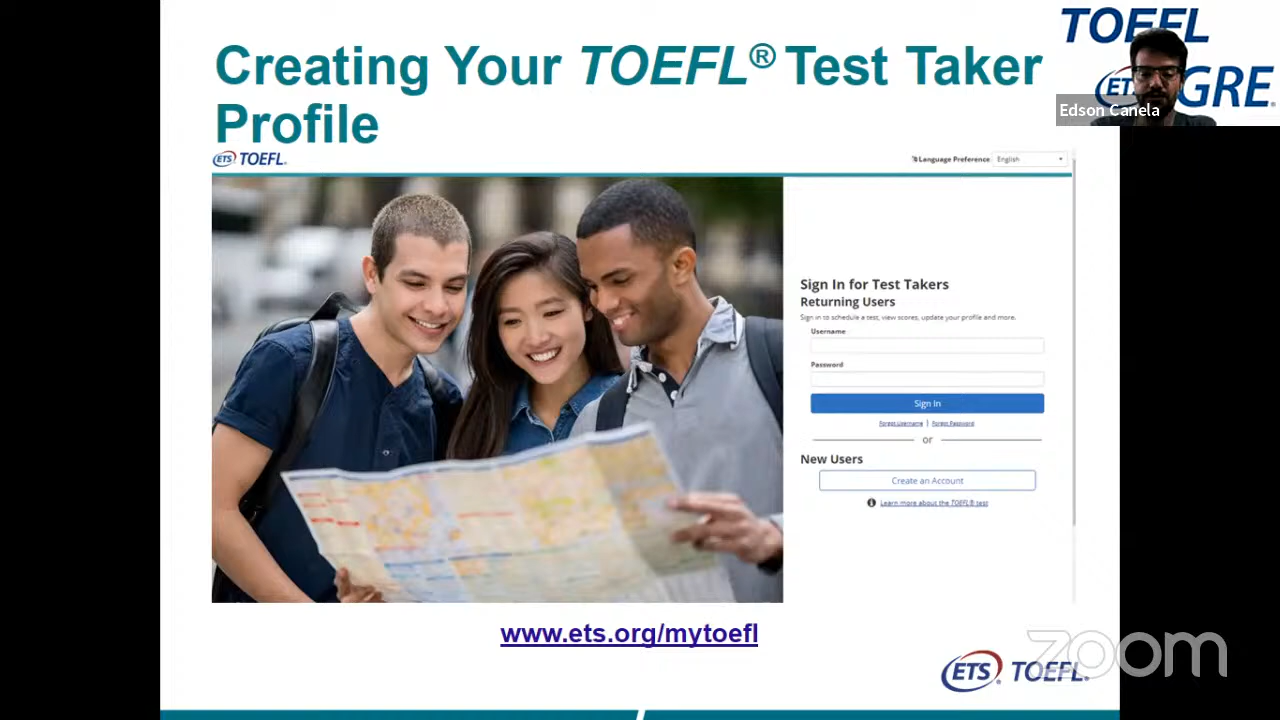 Creating Your TOEFL® Test Taker
Profile
TOEFL
ETS GRE®
Edson Canela
ETS® TOEFL®
Language Preference English
Sign In for Test Takers
Returning Users
Sign in to schedule a test, view scores, update your profile and more.
Username
Password
Sign In
Forgot Username | Forgot Password
or
New Users
Create an Account
Learn more about the TOEFL® test
www.ets.org/mytoefl
zoom
ETS® TOEFL®